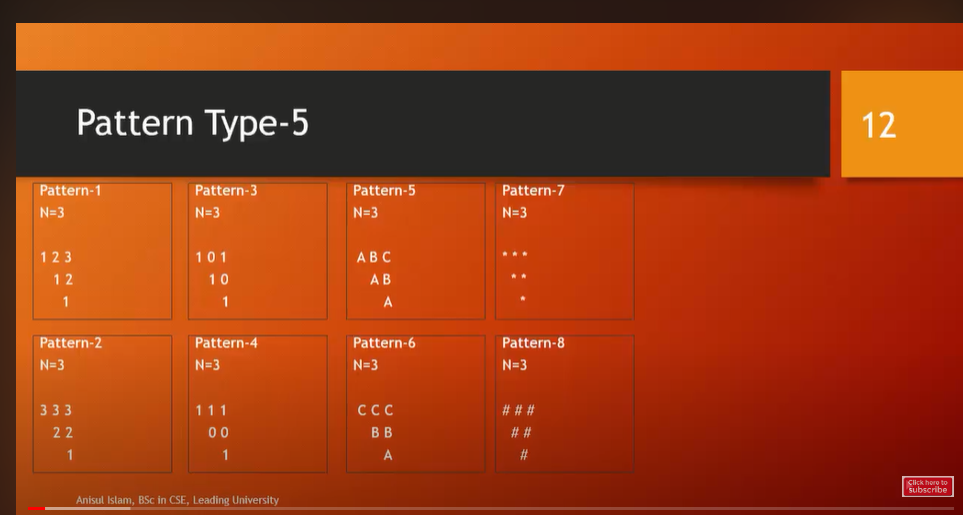 Pattern Type-5
12
Pattern-1
N=3
1 2 3
1 2
1
Pattern-3
N=3
1 0 1
1 0
1
Pattern-5
N=3
A B C
A B
A
Pattern-7
N=3
* * *
* *
*
Pattern-2
N=3
3 3 3
2 2
1
Pattern-4
N=3
1 1 1
0 0
1
Pattern-6
N=3
C C C
B B
A
Pattern-8
N=3
# # #
# #
#
Anisul Islam, BSc in CSE, Leading University
Click here to
subscribe